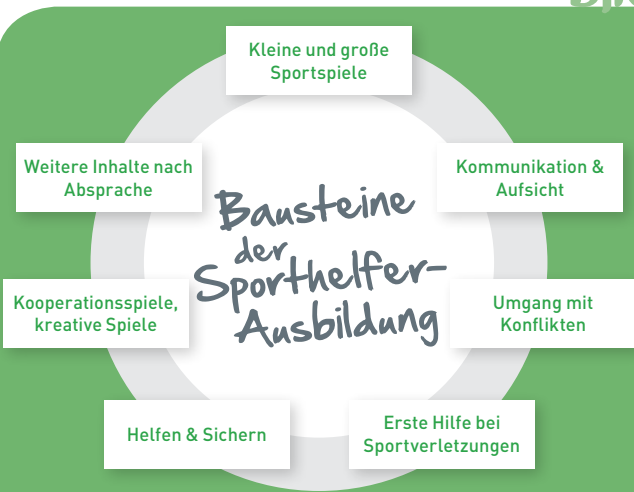 Kleine und große
Sportspiele
Weitere Inhalte nach
Absprache
Kommunikation &
Aufsicht
Bausteine
der
Sporthelfer-
Ausbildung
Kooperationsspiele,
kreative Spiele
Umgang mit
Konflikten
Helfen & Sichern
Erste Hilfe bei
Sportverletzungen